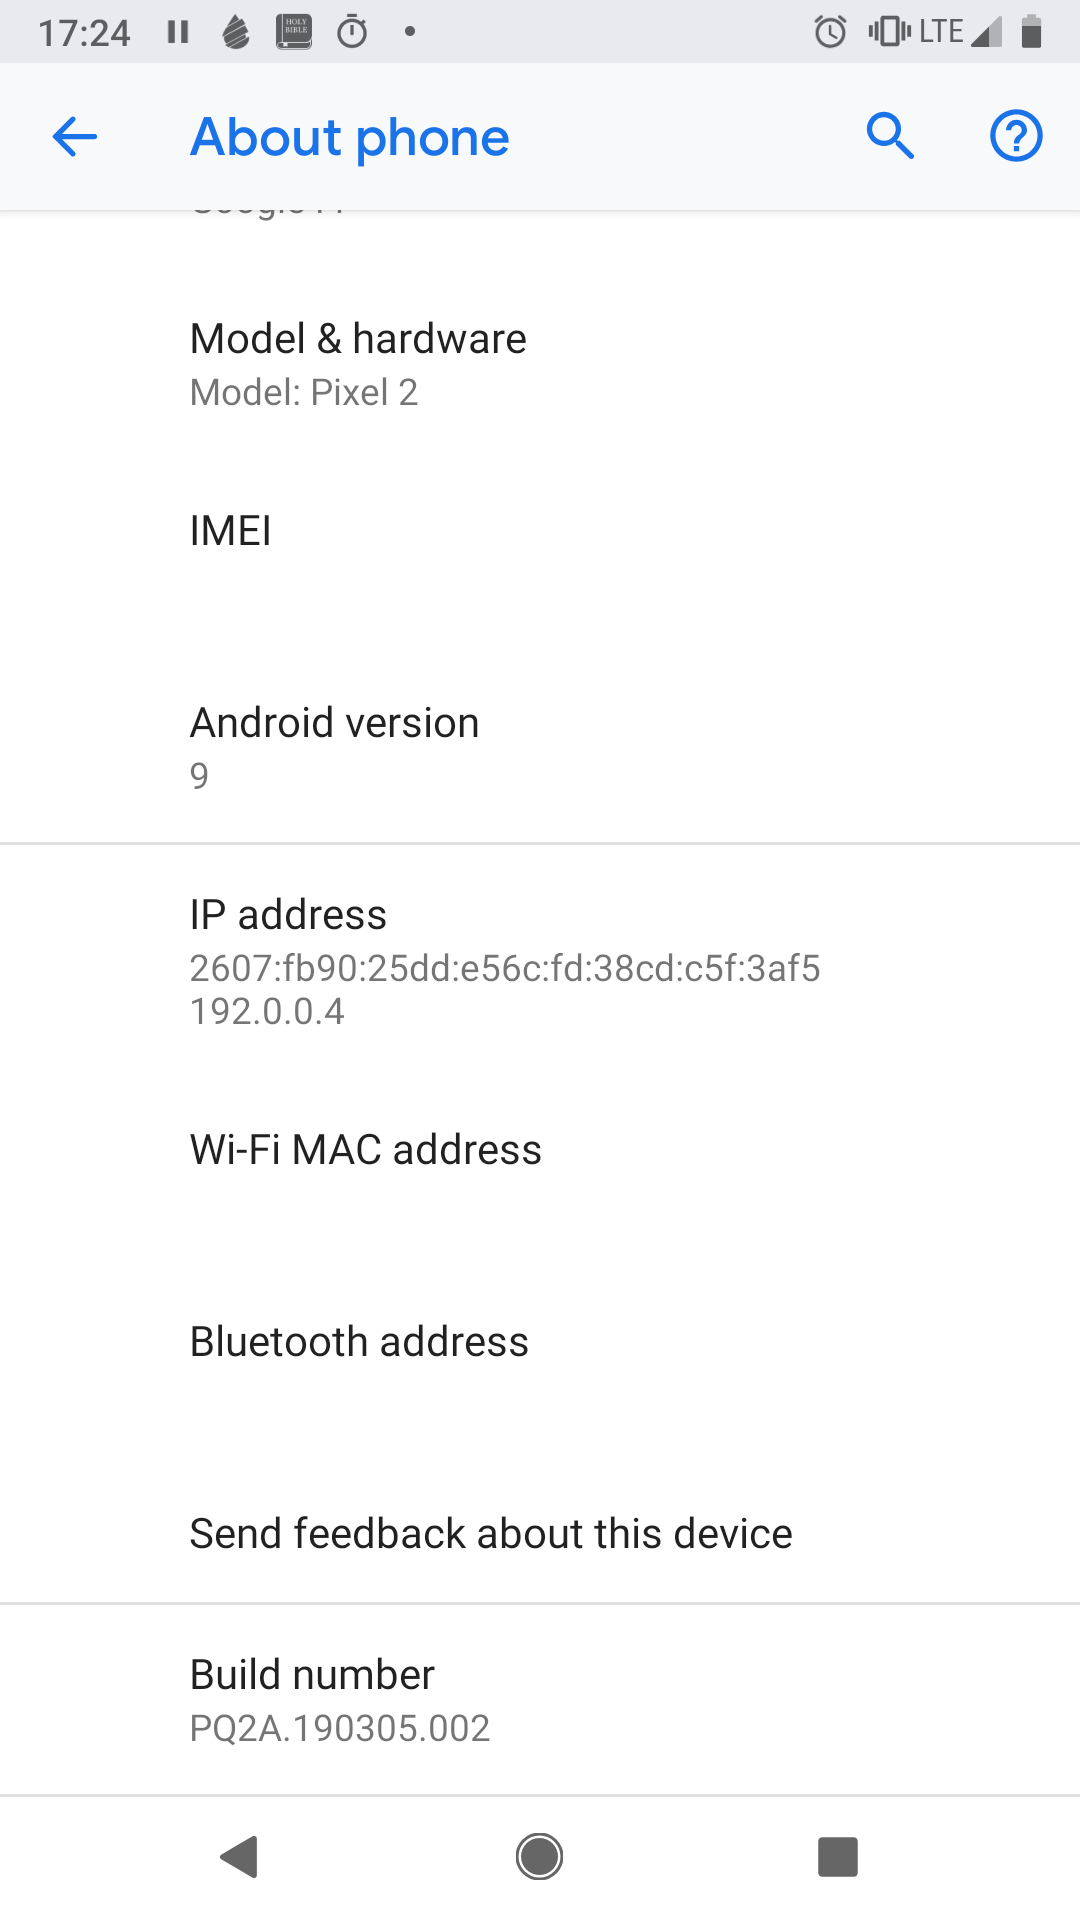 17:24 HOLY BIBLE LTE
About phone
Model & hardware
Model: Pixel 2
IMEI
Android version
9
IP address
2607:fb90:25dd:e56c:fd:38cd:c5f:3af5
192.0.0.4
Wi-Fi MAC address
Bluetooth address
Send feedback about this device
Build number
PQ2A.190305.002